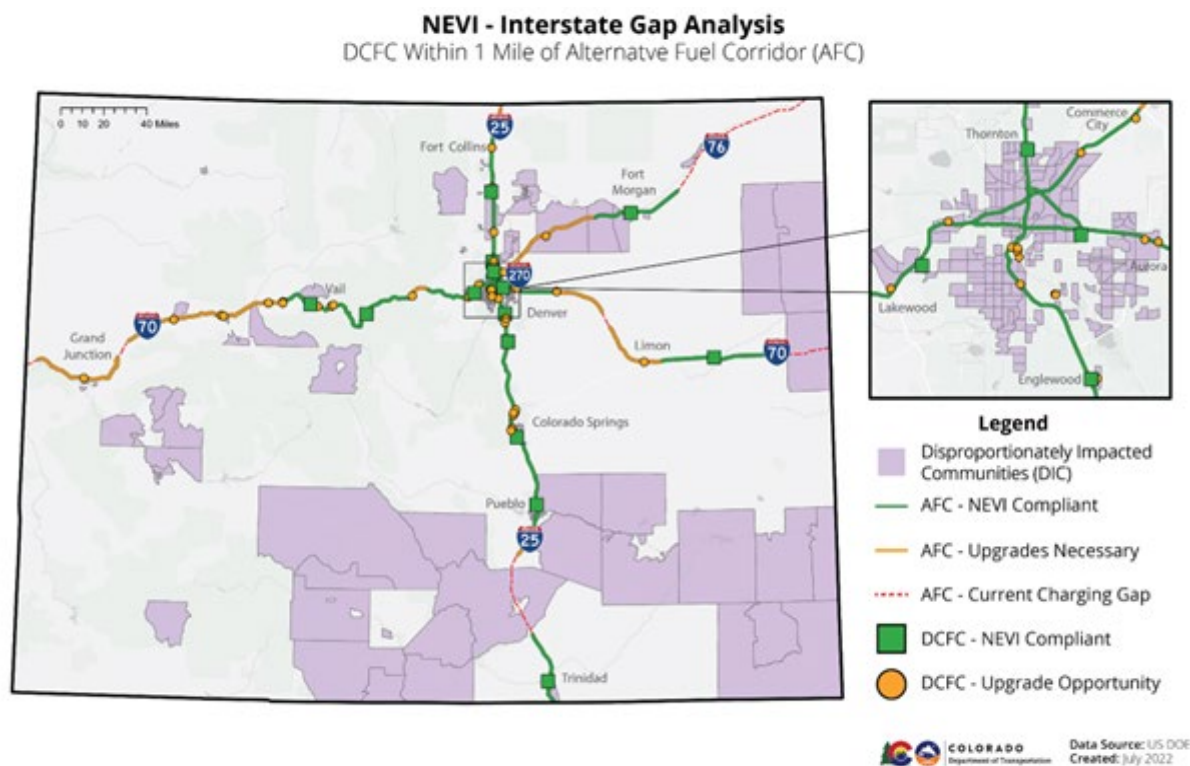 NEVI - Interstate Gap Analysis
DCFC Within 1 Mile of Alternatve Fuel Corridor (AFC)
0 10 20 40 Miles
25
Fort Collins
76
Fort
Morgan
270
Vail
Denver
70
Grand
Junction
Limon
70
Colorado Springs
Pueblo
25
Trinidad
Commerce
City
Thornton
Aurora
Lakewood
Englewood
Legend
Disproportionately Impacted
Communities (DIC)
AFC - NEVI Compliant
AFC - Upgrades Necessary
AFC - Current Charging Gap
DCFC - NEVI Compliant
DCFC - Upgrade Opportunity
COLORADO
Department of Transportation
Data Source: US DOE
Created: July 2022